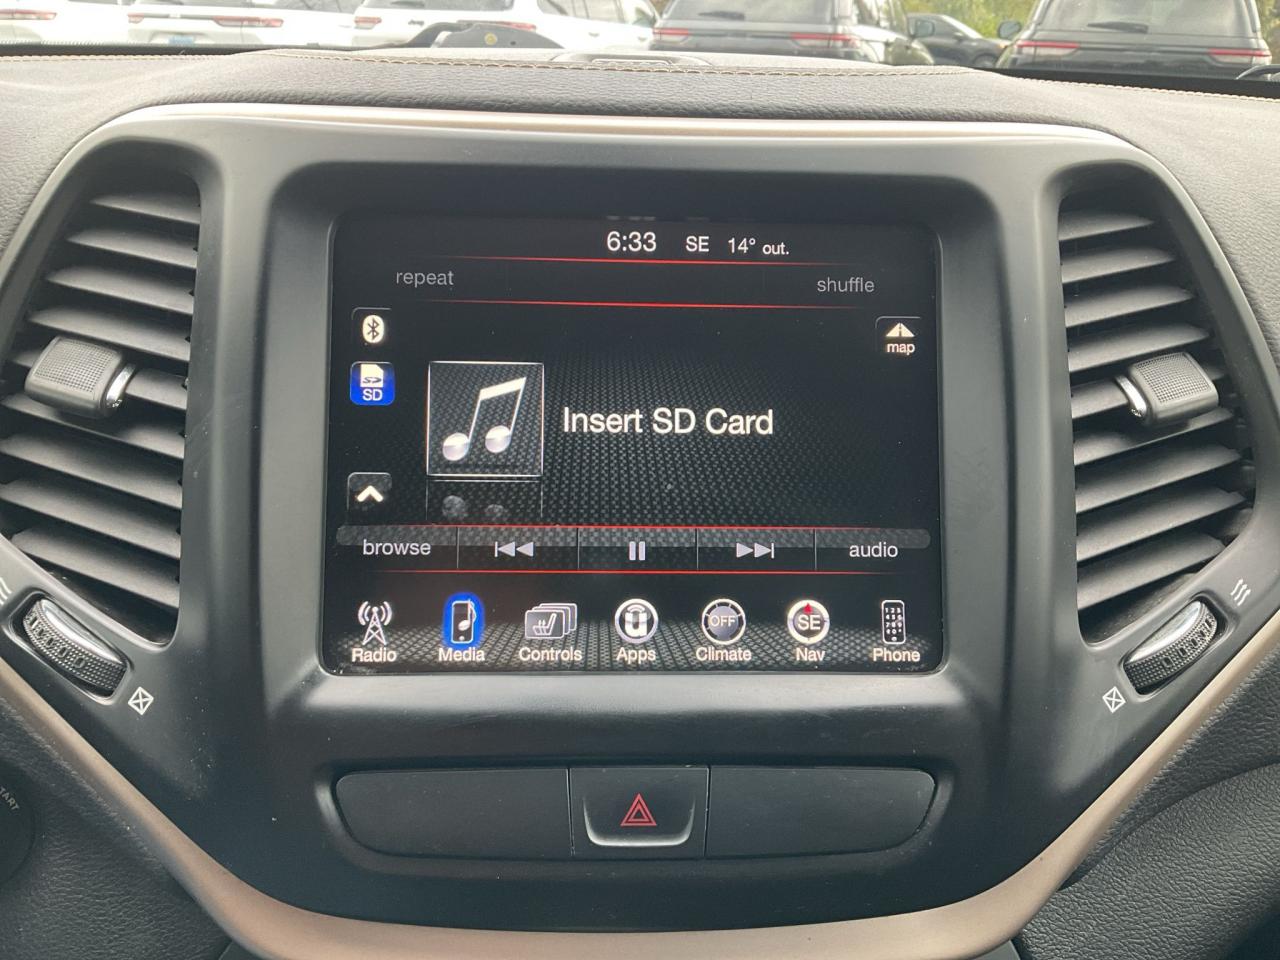 6:33 SE 14° out.
repeat shuffle
map
SD
Insert SD Card
browse audio
OFF SE
Radio Media Controls Apps Climate Nav Phone
START